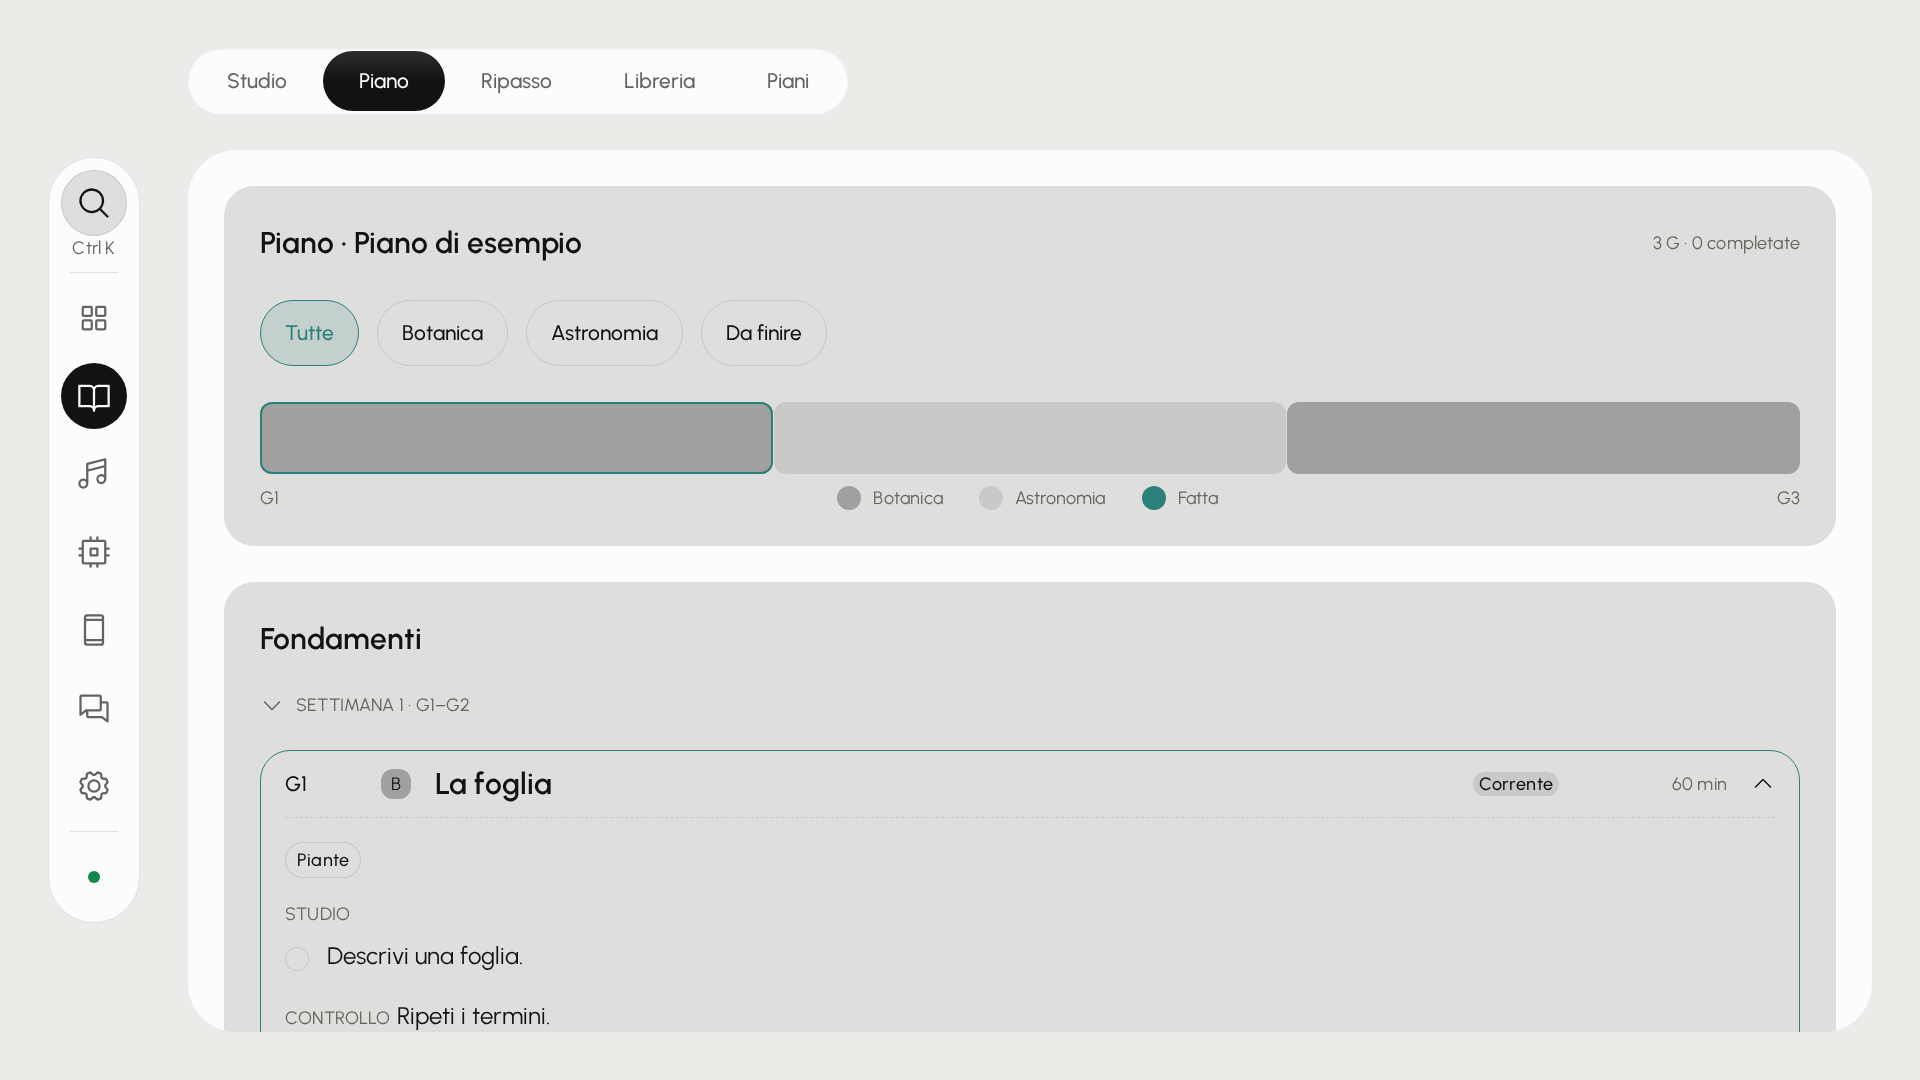 Studio Piano Ripasso Libreria Piani
Ctrl K
Piano · Piano di esempio
3 G · 0 completate
Tutte Botanica Astronomia Da finire
G1 Botanica Astronomia Fatta G3
Fondamenti
SETTIMANA 1 · G1–G2
G1 B La foglia Corrente 60 min
Piante
STUDIO
Descrivi una foglia.
CONTROLLO Ripeti i termini.